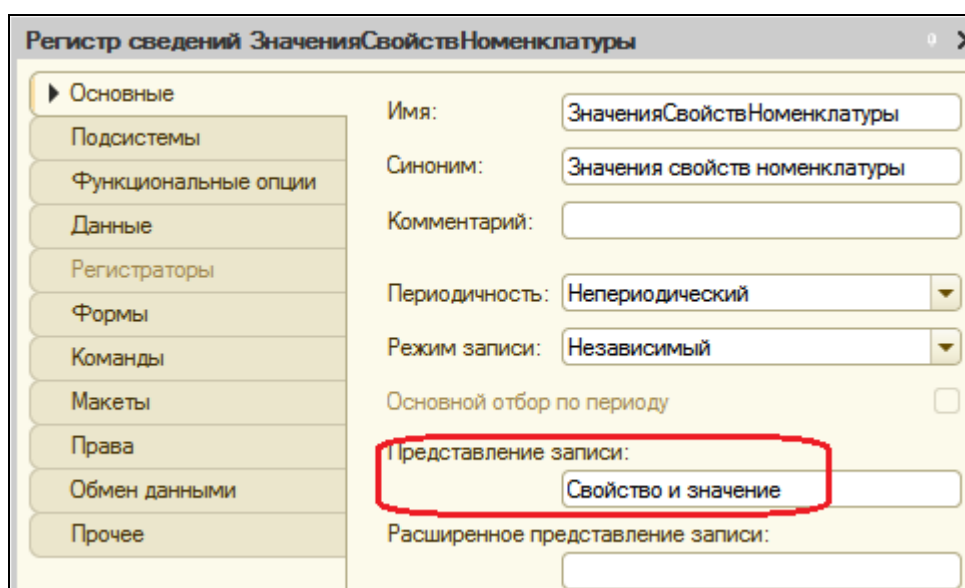 Регистр сведений ЗначенияСвойствНоменклатуры
Основные
Подсистемы
Функциональные опции
Данные
Регистраторы
Формы
Команды
Макеты
Права
Обмен данными
Прочее
Имя: ЗначенияСвойствНоменклатуры
Синоним: Значения свойств номенклатуры
Комментарий:
Периодичность: Непериодический
Режим записи: Независимый
Основной отбор по периоду
Представление записи:
Свойство и значение
Расширенное представление записи: